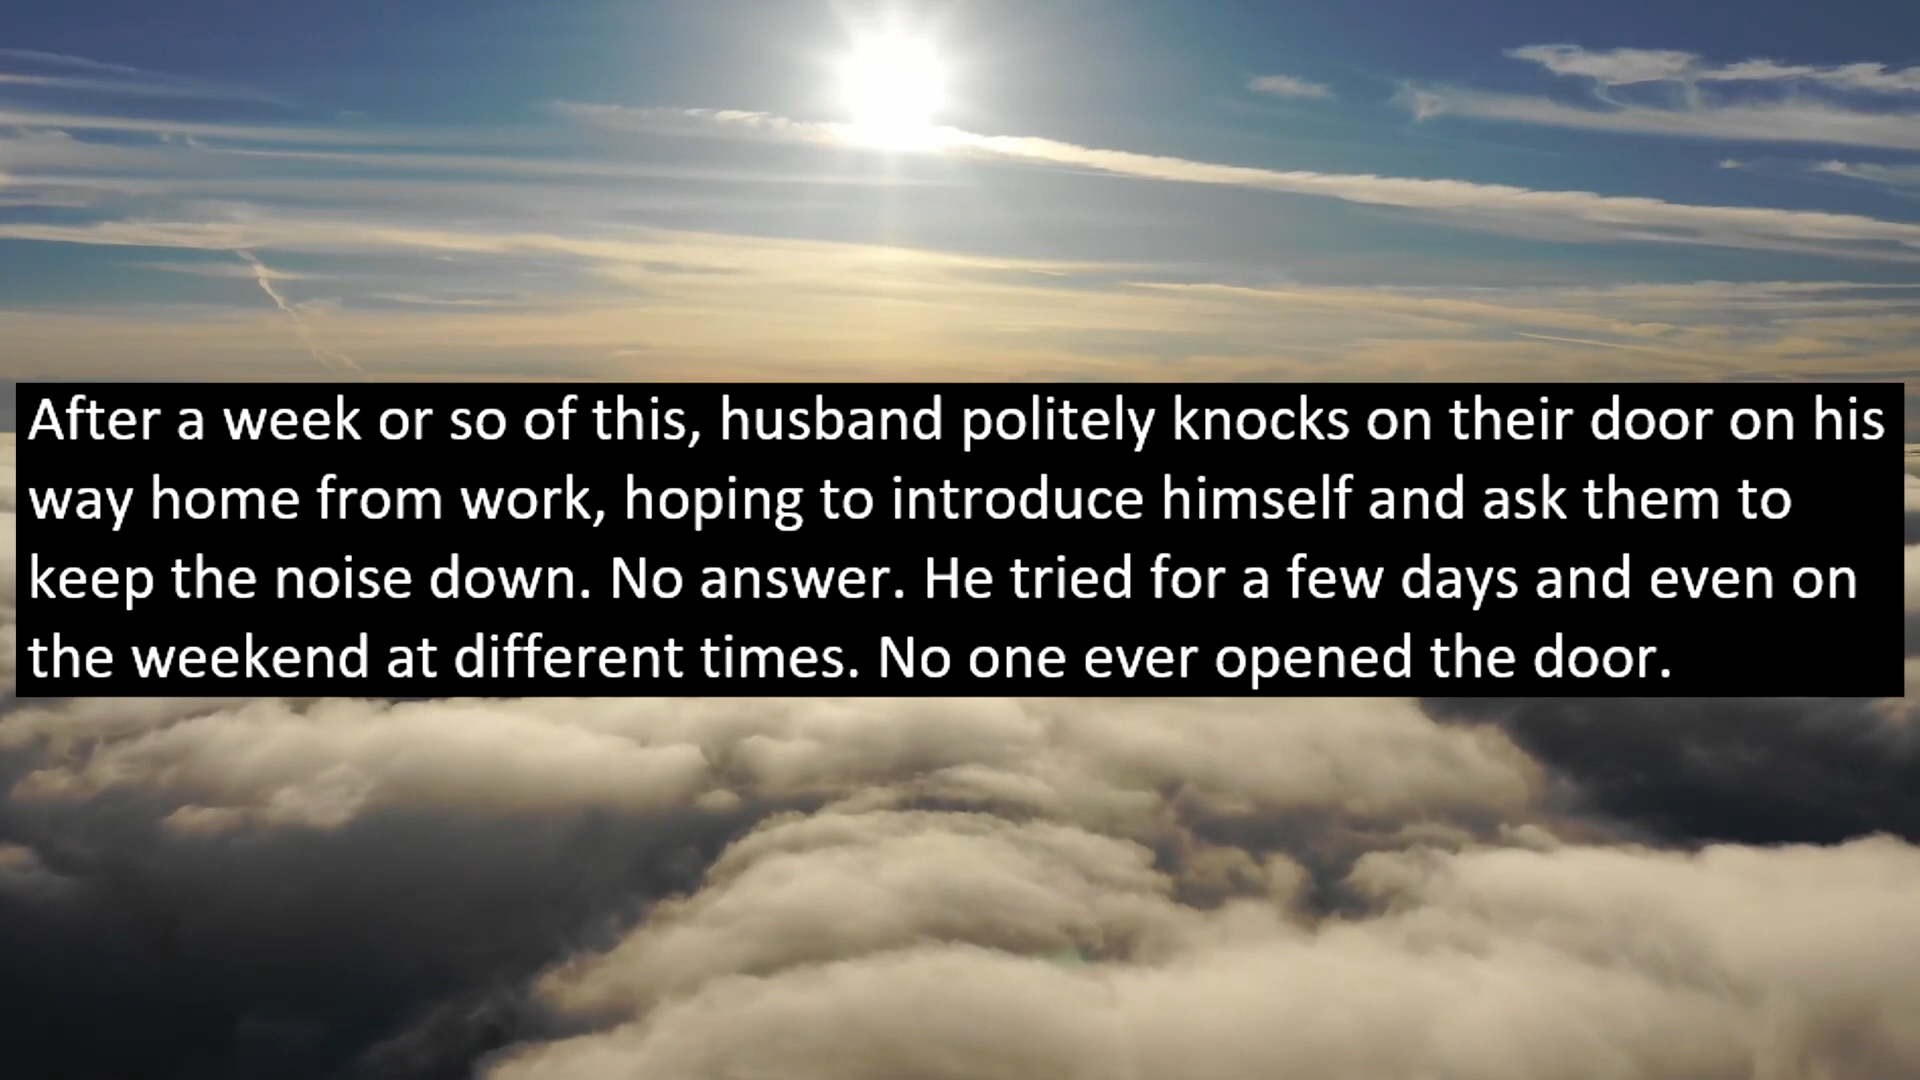 After a week or so of this, husband politely knocks on their door on his
way home from work, hoping to introduce himself and ask them to
keep the noise down. No answer. He tried for a few days and even on
the weekend at different times. No one ever opened the door.